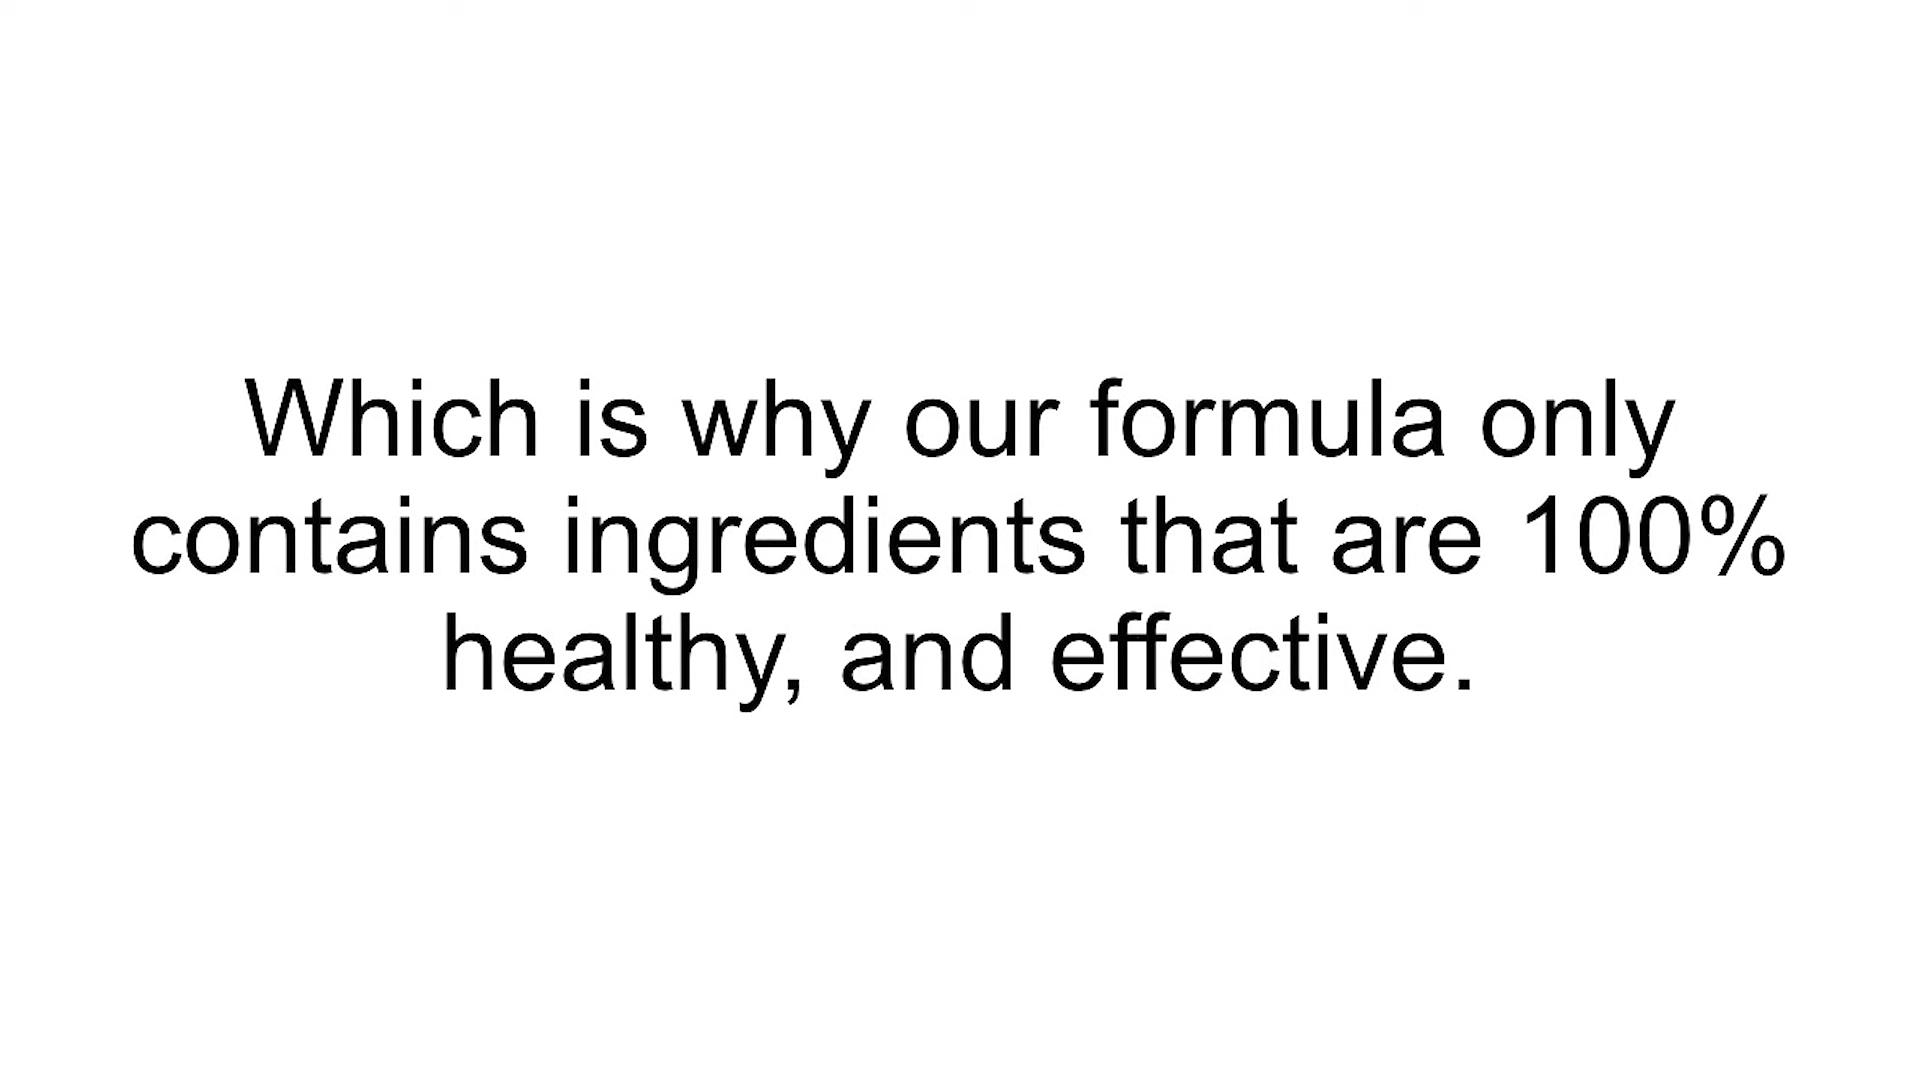 Which is why our formula only
contains ingredients that are 100%
healthy, and effective.